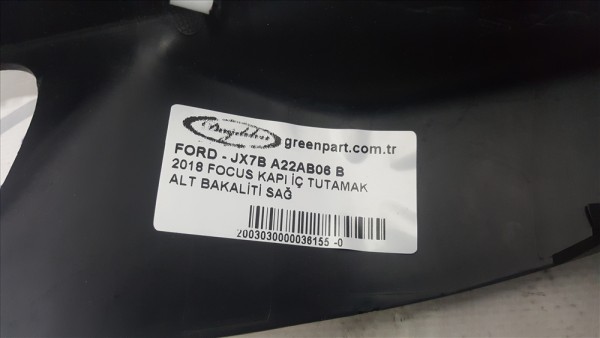 greenpart.com.tr
FORD - JX7B A22AB06 B
2018 FOCUS KAPI İÇ TUTAMAK
ALT BAKALİTİ SAĞ
2003030000036155 -0